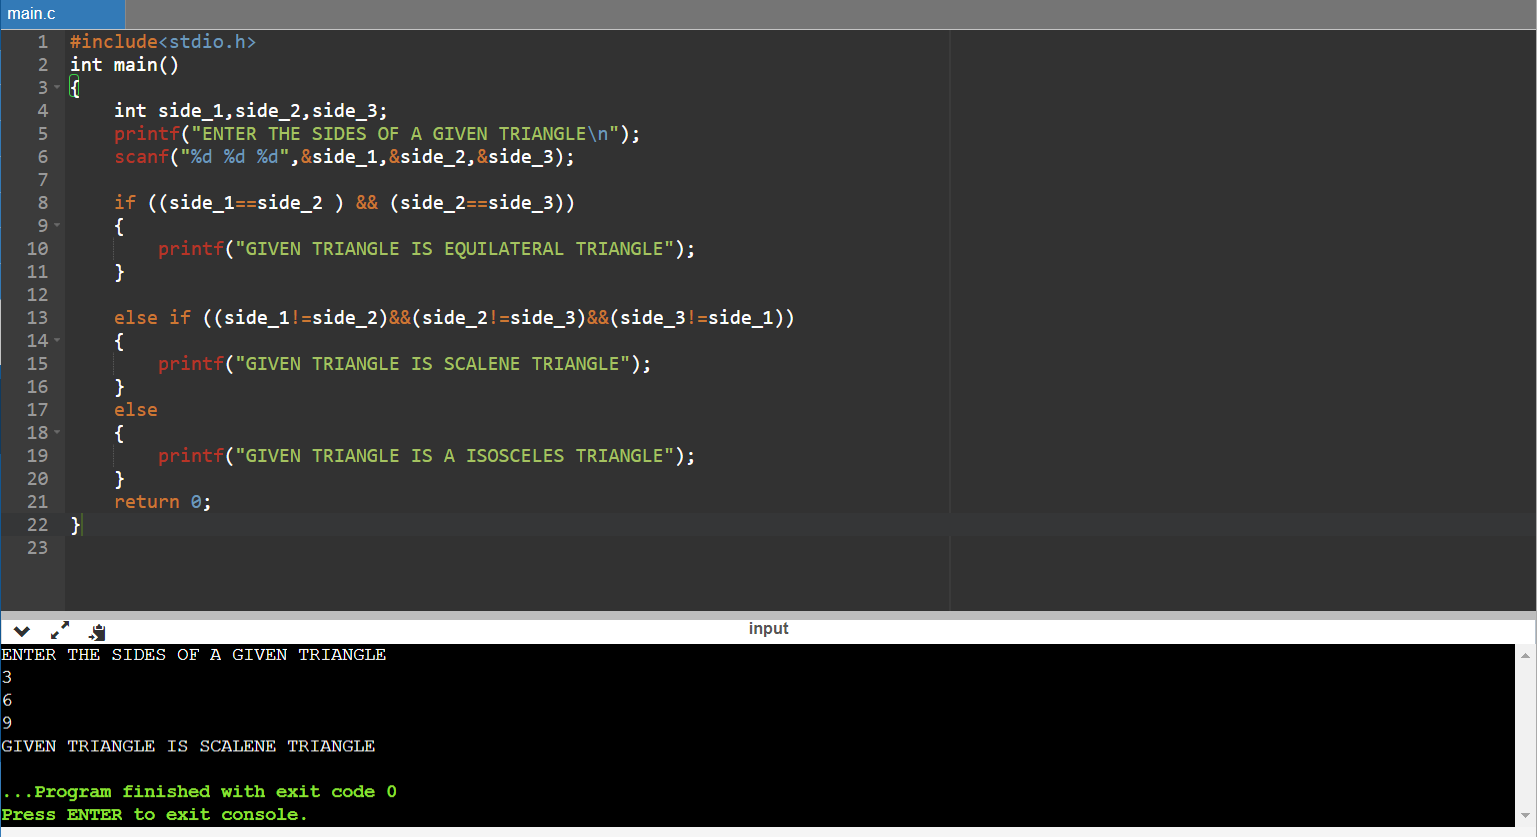 main.c
1 #include<stdio.h>
2 int main()
3 {
4     int side_1,side_2,side_3;
5     printf("ENTER THE SIDES OF A GIVEN TRIANGLE\n");
6     scanf("%d %d %d",&side_1,&side_2,&side_3);
7
8     if ((side_1==side_2 ) && (side_2==side_3))
9     {
10         printf("GIVEN TRIANGLE IS EQUILATERAL TRIANGLE");
11     }
12
13     else if ((side_1!=side_2)&&(side_2!=side_3)&&(side_3!=side_1))
14     {
15         printf("GIVEN TRIANGLE IS SCALENE TRIANGLE");
16     }
17     else
18     {
19         printf("GIVEN TRIANGLE IS A ISOSCELES TRIANGLE");
20     }
21     return 0;
22 }
23
input
ENTER THE SIDES OF A GIVEN TRIANGLE
3
6
9
GIVEN TRIANGLE IS SCALENE TRIANGLE
...Program finished with exit code 0
Press ENTER to exit console.